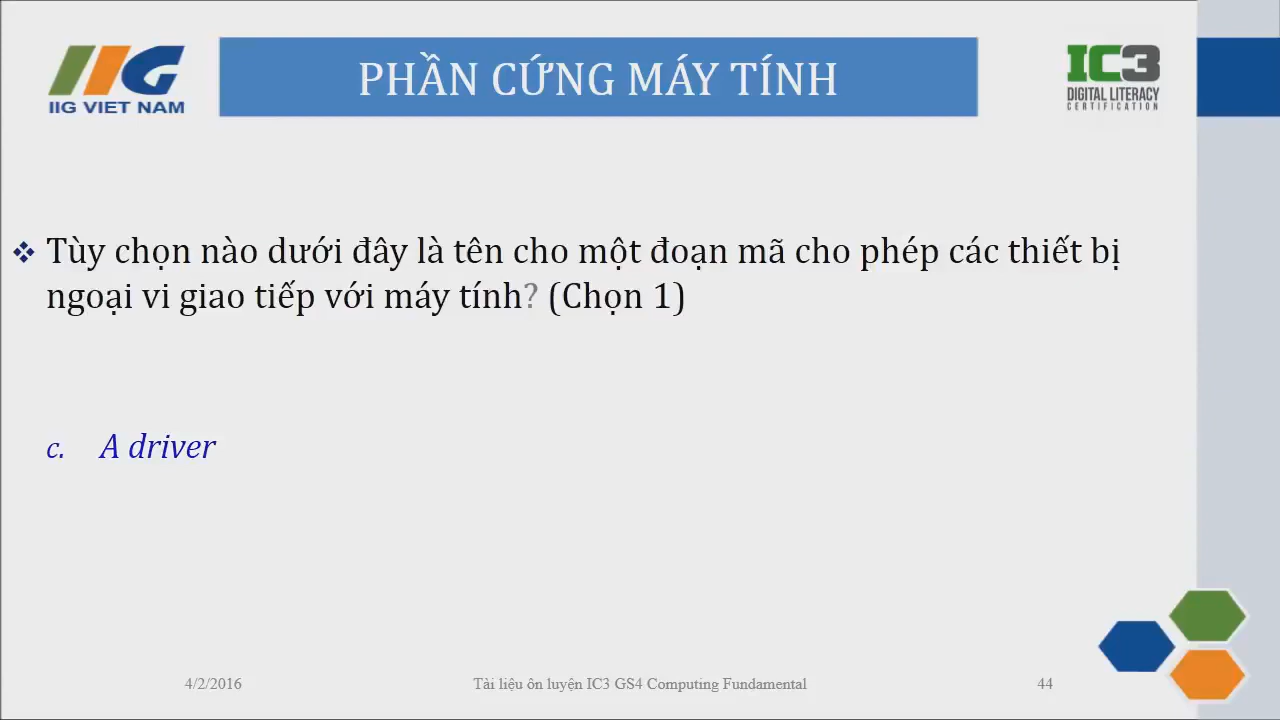 IIG VIET NAM
PHẦN CỨNG MÁY TÍNH
IC3
DIGITAL LITERACY
CERTIFICATION
❖ Tùy chọn nào dưới đây là tên cho một đoạn mã cho phép các thiết bị
ngoại vi giao tiếp với máy tính? (Chọn 1)
c. A driver
4/2/2016 Tài liệu ôn luyện IC3 GS4 Computing Fundamental 44